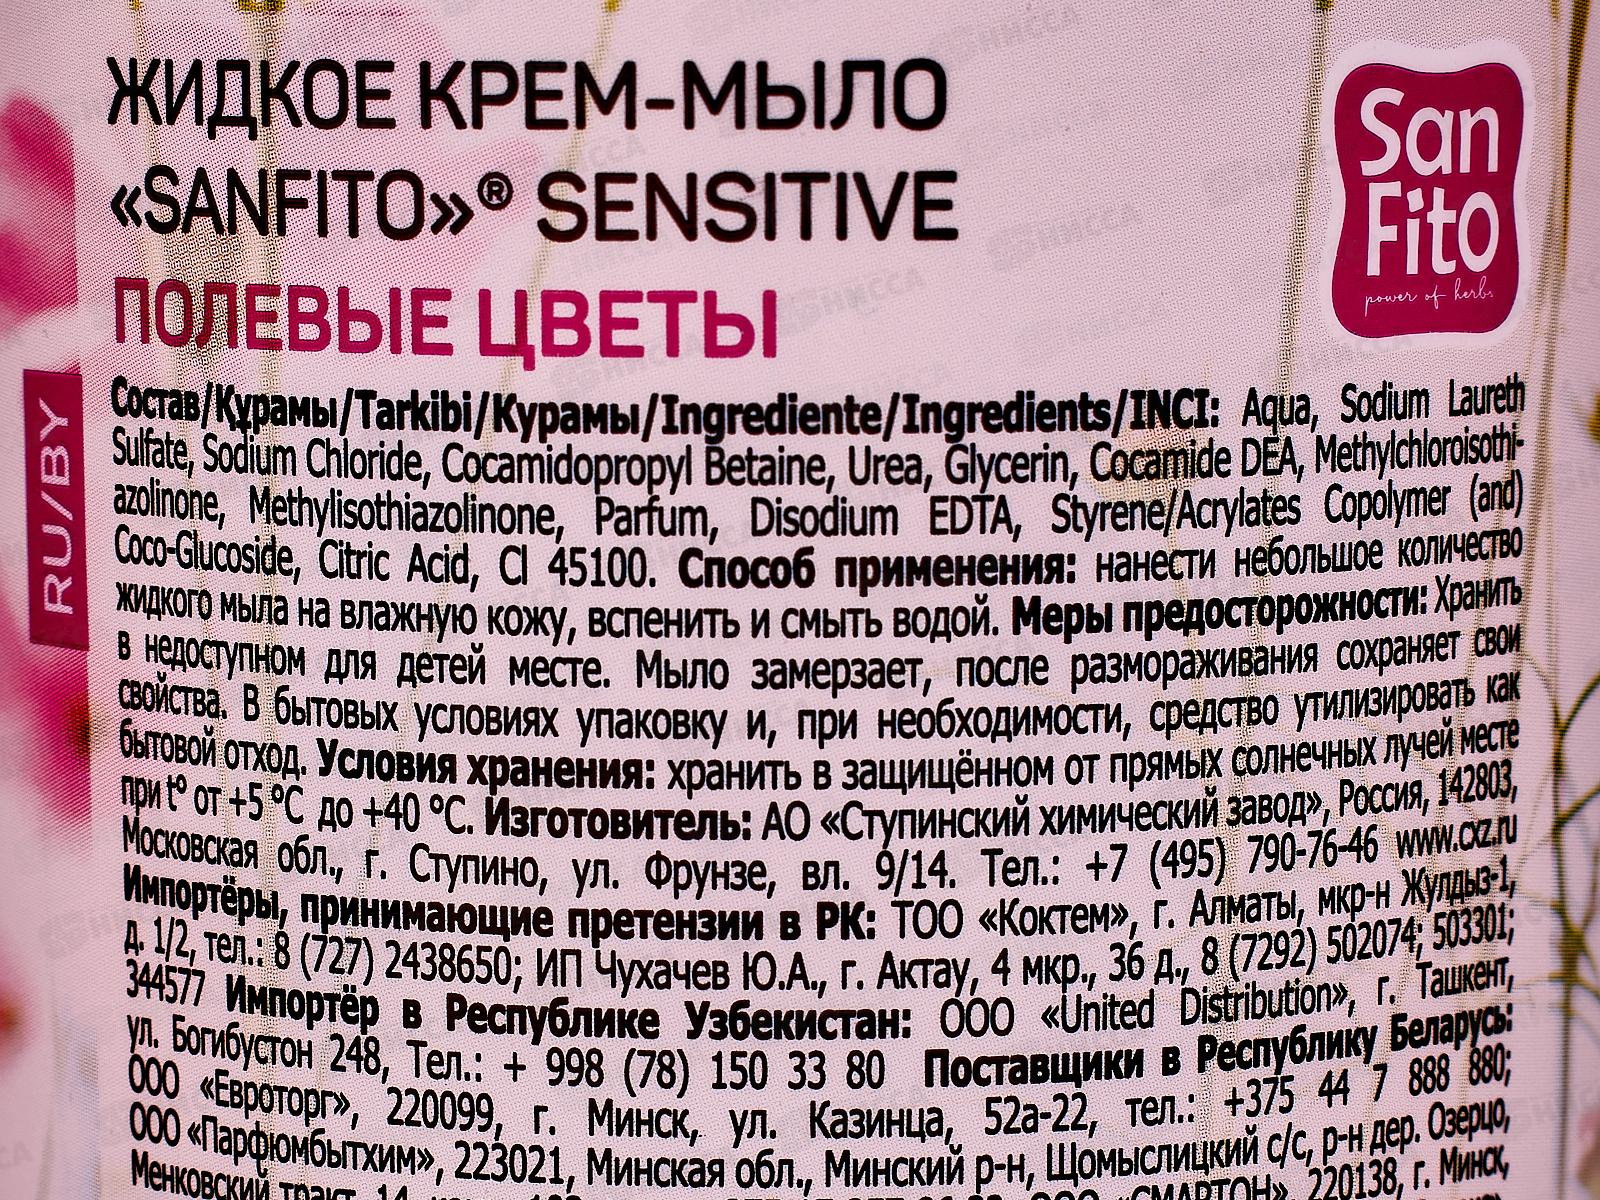 ЖИДКОЕ КРЕМ-МЫЛО
«SANFITO»® SENSITIVE
ПОЛЕВЫЕ ЦВЕТЫ
San
Fito
power of herbs
RU/BY
Состав/Құрамы/Tarkibi/Курамы/Ingrediente/Ingredients/INCI: Aqua, Sodium Laureth
Sulfate, Sodium Chloride, Cocamidopropyl Betaine, Urea, Glycerin, Cocamide DEA, Methylchloroisothi-
azolinone, Methylisothiazolinone, Parfum, Disodium EDTA, Styrene/Acrylates Copolymer (and)
Coco-Glucoside, Citric Acid, Cl 45100. Способ применения: нанести небольшое количество
жидкого мыла на влажную кожу, вспенить и смыть водой. Меры предосторожности: Хранить
в недоступном для детей месте. Мыло замерзает, после размораживания сохраняет свои
свойства. В бытовых условиях упаковку и, при необходимости, средство утилизировать как
бытовой отход. Условия хранения: хранить в защищённом от прямых солнечных лучей месте
при t° от +5 °C до +40 °C. Изготовитель: АО «Ступинский химический завод», Россия, 142803,
Московская обл., г. Ступино, ул. Фрунзе, вл. 9/14. Тел.: +7 (495) 790-76-46 www.cxz.ru
Импортёры, принимающие претензии в РК: ТОО «Коктем», г. Алматы, мкр-н Жулдыз-1,
д. 1/2, тел.: 8 (727) 2438650; ИП Чухачев Ю.А., г. Актау, 4 мкр., 36 д., 8 (7292) 502074; 503301;
344577 Импортёр в Республике Узбекистан: ООО «United Distribution», г. Ташкент,
ул. Богибустон 248, Тел.: + 998 (78) 150 33 80 Поставщики в Республику Беларусь:
ООО «Евроторг», 220099, г. Минск, ул. Казинца, 52а-22, тел.: +375 44 7 888 880;
ООО «Парфюмбытхим», 223021, Минская обл., Минский р-н, Щомыслицкий с/с, р-н дер. Озерцо,
Менковский тракт, 14, ООО «СМАРТОН», 220138, г. Минск,